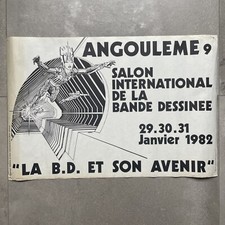 ANGOULEME 9
SALON
INTERNATIONAL
DE LA
BANDE DESSINEE
29.30.31
Janvier 1982
"LA B.D. ET SON AVENIR"